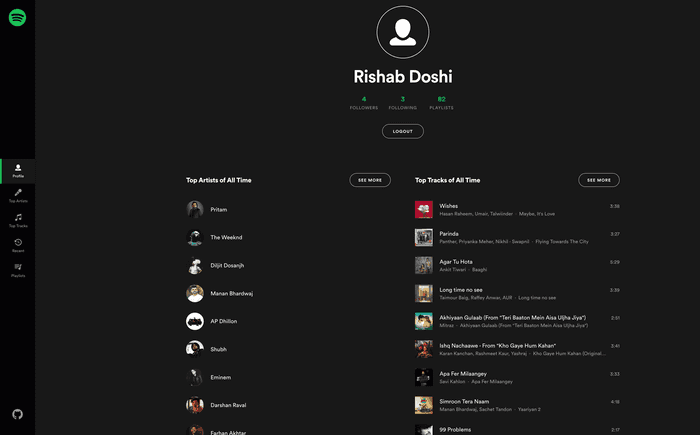 Rishab Doshi
4 3 82
FOLLOWERS FOLLOWING PLAYLISTS
LOGOUT
Profile
Top Artists
Top Tracks
Recent
Playlists
Top Artists of All Time
SEE MORE
Pritam
The Weeknd
Diljit Dosanjh
Manan Bhardwaj
AP Dhillon
Shubh
Eminem
Darshan Raval
Farhan Akhtar
Top Tracks of All Time
SEE MORE
Wishes 3:39
Hasan Raheem, Umair, Talwiinder · Maybe, It's Love
Parinda 3:27
Panther, Priyanka Meher, Nikhil - Swapnil · Flying Towards The City
Agar Tu Hota 5:29
Ankit Tiwari · Baaghi
Long time no see 3:35
Taimour Baig, Raffey Anwar, AUR · Long time no see
Akhiyaan Gulaab (From "Teri Baaton Mein Aisa Uljha Jiya") 2:51
Mitraz · Akhiyaan Gulaab (From "Teri Baaton Mein Aisa Uljha Jiya")
Ishq Nachaawe - From "Kho Gaye Hum Kahan" 3:41
Karan Kanchan, Rashmeet Kaur, Yashraj · Kho Gaye Hum Kahan (Original...
Apa Fer Milaangey 3:33
Savi Kahlon · Apa Fer Milaangey
Simroon Tera Naam 4:15
Manan Bhardwaj, Sachet Tandon · Yaariyan 2
99 Problems 2:17